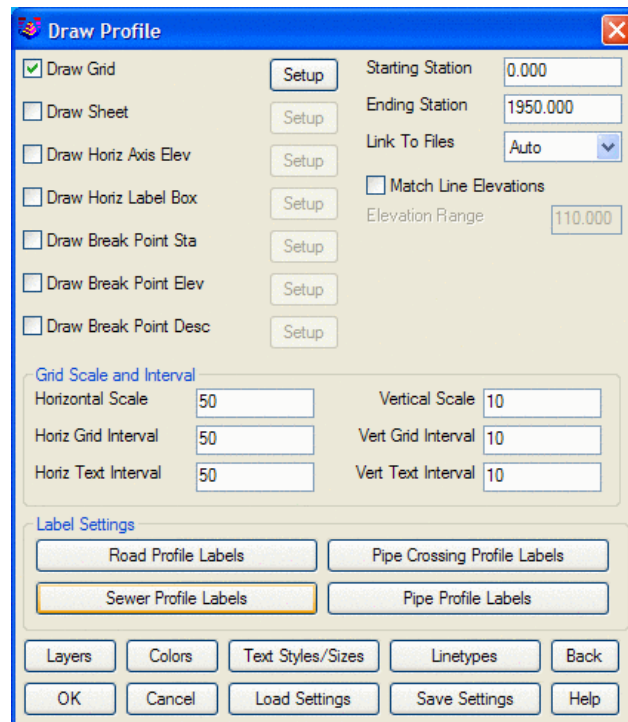 Draw Profile
Draw Grid Setup Starting Station 0.000
Draw Sheet Setup Ending Station 1950.000
Draw Horiz Axis Elev Setup Link To Files Auto
Draw Horiz Label Box Setup Match Line Elevations
Elevation Range 110.000
Draw Break Point Sta Setup
Draw Break Point Elev Setup
Draw Break Point Desc Setup
Grid Scale and Interval
Horizontal Scale 50 Vertical Scale 10
Horiz Grid Interval 50 Vert Grid Interval 10
Horiz Text Interval 50 Vert Text Interval 10
Label Settings
Road Profile Labels Pipe Crossing Profile Labels
Sewer Profile Labels Pipe Profile Labels
Layers Colors Text Styles/Sizes Linetypes Back
OK Cancel Load Settings Save Settings Help